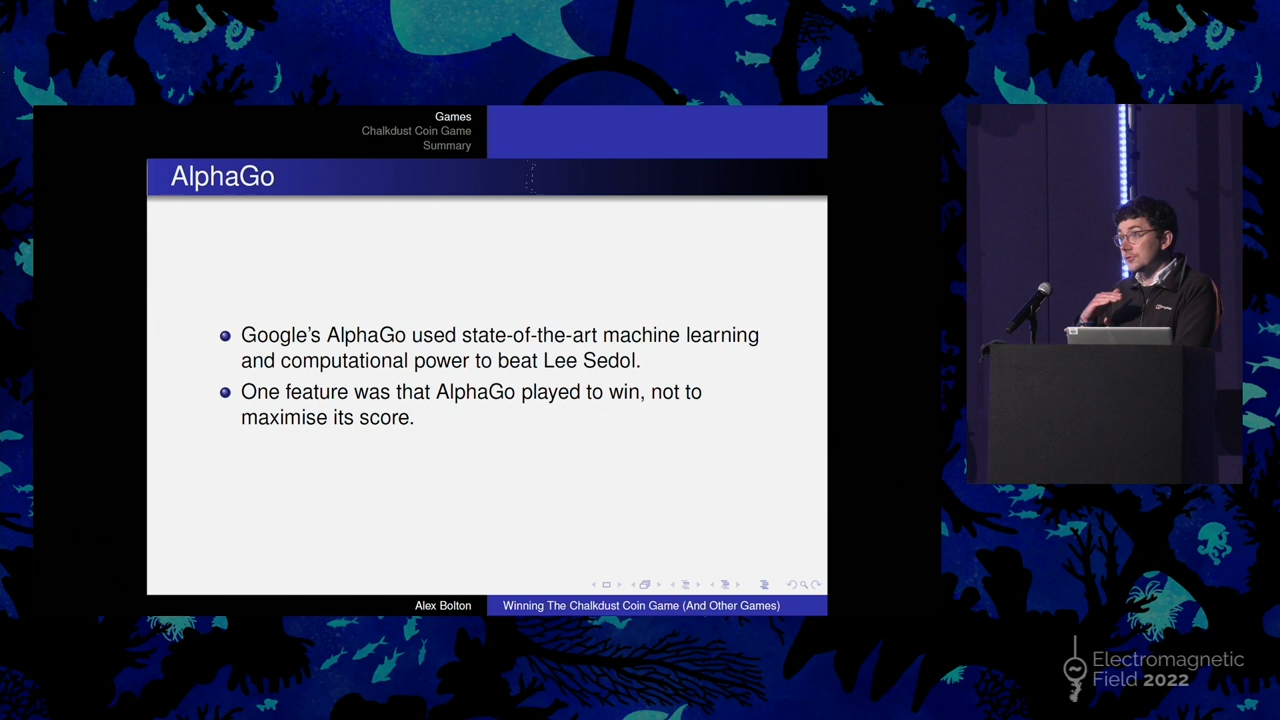 Games
Chalkdust Coin Game
Summary
AlphaGo
Google's AlphaGo used state-of-the-art machine learning
and computational power to beat Lee Sedol.
One feature was that AlphaGo played to win, not to
maximise its score.
Alex Bolton
Winning The Chalkdust Coin Game (And Other Games)
Electromagnetic
Field 2022